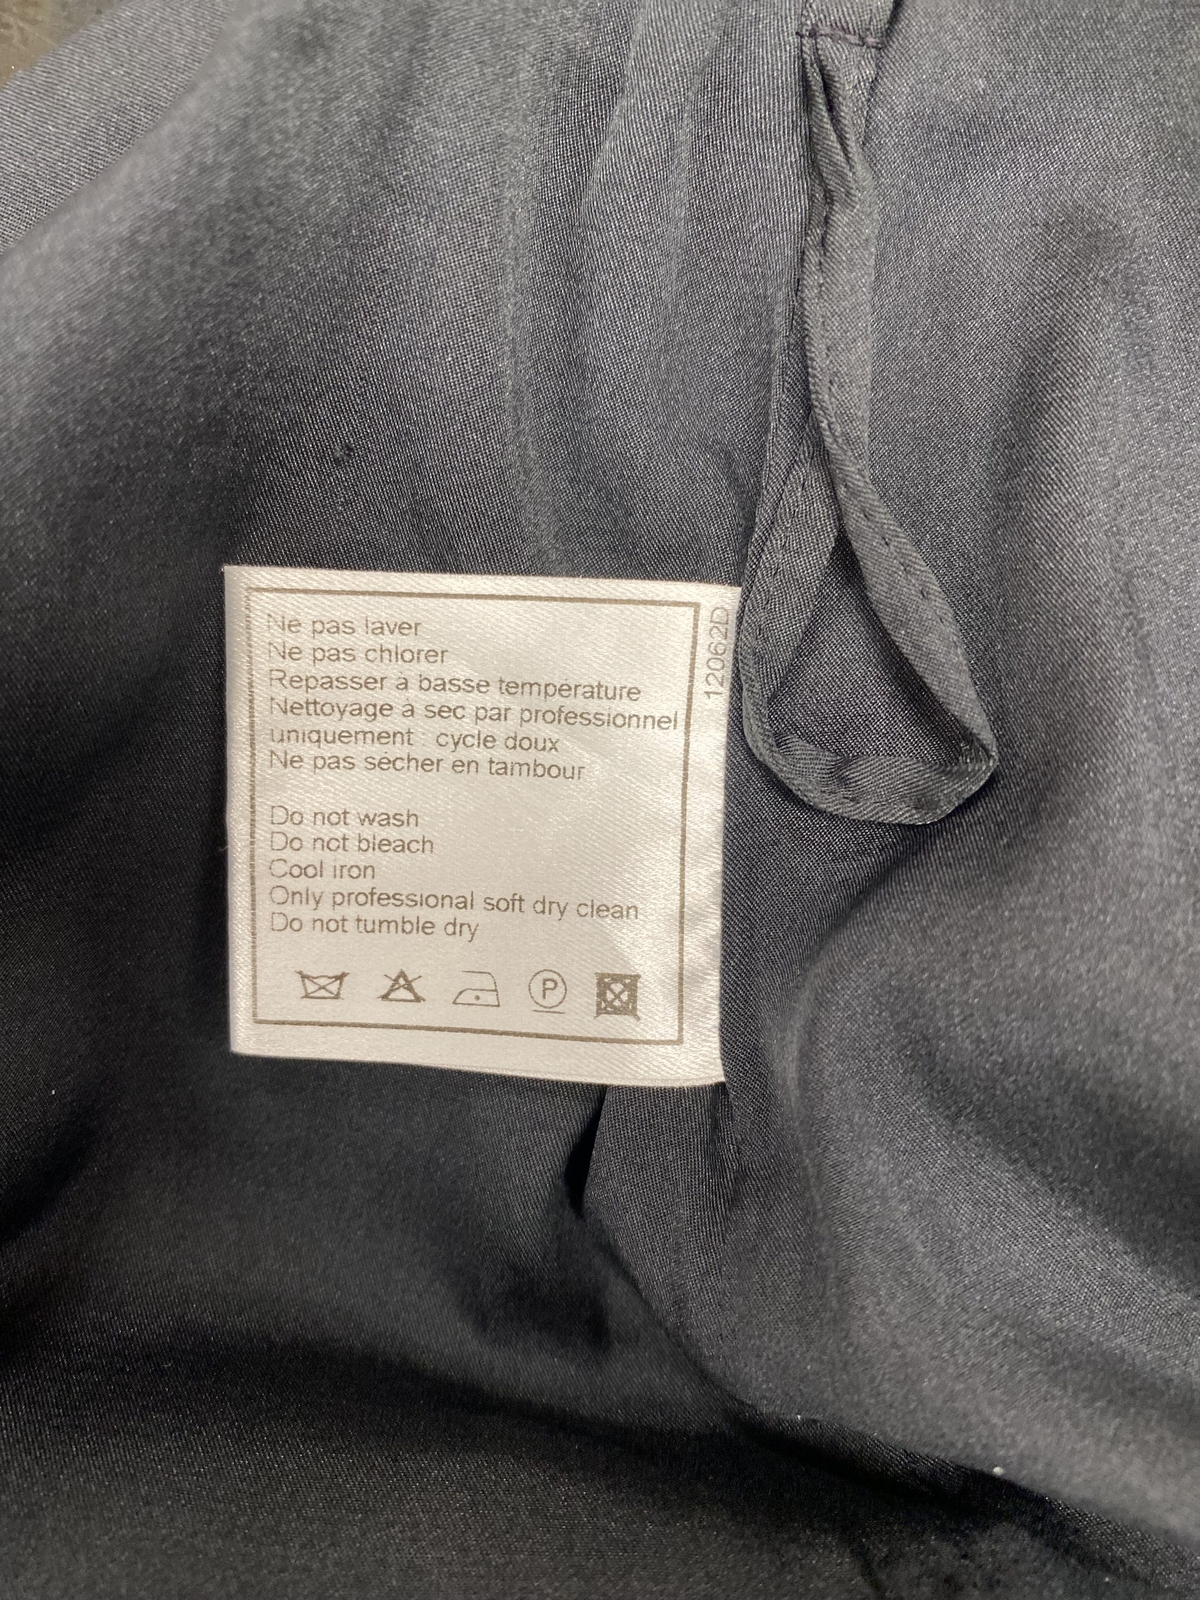 Ne pas laver
Ne pas chlorer
Repasser à basse température
Nettoyage à sec par professionnel
uniquement : cycle doux
Ne pas sécher en tambour
Do not wash
Do not bleach
Cool iron
Only professional soft dry clean
Do not tumble dry
P
12062D